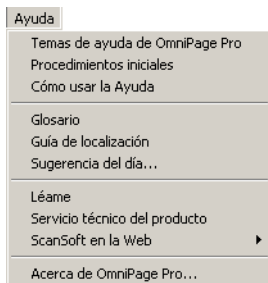 Ayuda
Temas de ayuda de OmniPage Pro
Procedimientos iniciales
Cómo usar la Ayuda
Glosario
Guía de localización
Sugerencia del día...
Léame
Servicio técnico del producto
ScanSoft en la Web
Acerca de OmniPage Pro...